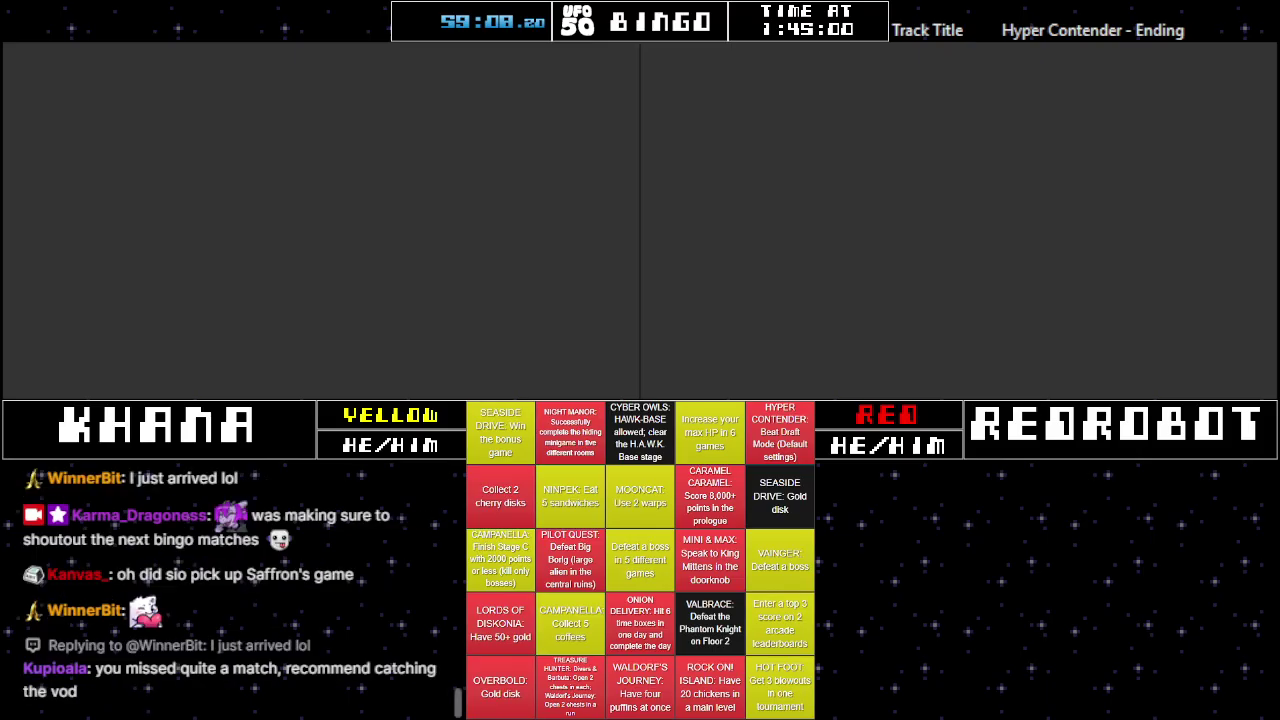 59:08.20
UFO 50 BINGO
TIME AT
1:45:00
Track Title
Hyper Contender - Ending
KHANA
YELLOW
HE/HIM
RED
HE/HIM
REDROBOT
SEASIDE
DRIVE: Win
the bonus
game
NIGHT MANOR:
Successfully
complete the hiding
minigame in five
different rooms
CYBER OWLS:
HAWK-BASE
allowed; clear
the H.A.W.K.
Base stage
Increase your
max HP in 6
games
HYPER
CONTENDER:
Beat Draft
Mode (Default
settings)
Collect 2
cherry disks
NINPEK: Eat
5 sandwiches
MOONCAT:
Use 2 warps
CARAMEL
CARAMEL:
Score 8,000+
points in the
prologue
SEASIDE
DRIVE: Gold
disk
CAMPANELLA:
Finish Stage C
with 2000 points
or less (kill only
bosses)
PILOT QUEST:
Defeat Big
Borlg (large
alien in the
central ruins)
Defeat a boss
in 5 different
games
MINI & MAX:
Speak to King
Mittens in the
doorknob
VAINGER:
Defeat a boss
LORDS OF
DISKONIA:
Have 50+ gold
CAMPANELLA:
Collect 5
coffees
ONION
DELIVERY: Hit 6
time boxes in
one day and
complete the day
VALBRACE:
Defeat the
Phantom Knight
on Floor 2
Enter a top 3
score on 2
arcade
leaderboards
OVERBOLD:
Gold disk
TREASURE
HUNTER: Divers &
Barbuta: Open 2
chests in each;
Waldorf's Journey:
Open 2 chests in a
run
WALDORF'S
JOURNEY:
Have four
puffins at once
ROCK ON!
ISLAND: Have
20 chickens in
a main level
HOT FOOT:
Get 3 blowouts
in one
tournament
WinnerBit: I just arrived lol
Karma_Dragoness: was making sure to
shoutout the next bingo matches
Kanvas_: oh did sio pick up Saffron's game
WinnerBit:
Replying to @WinnerBit: I just arrived lol
Kupioala: you missed quite a match, recommend catching
the vod